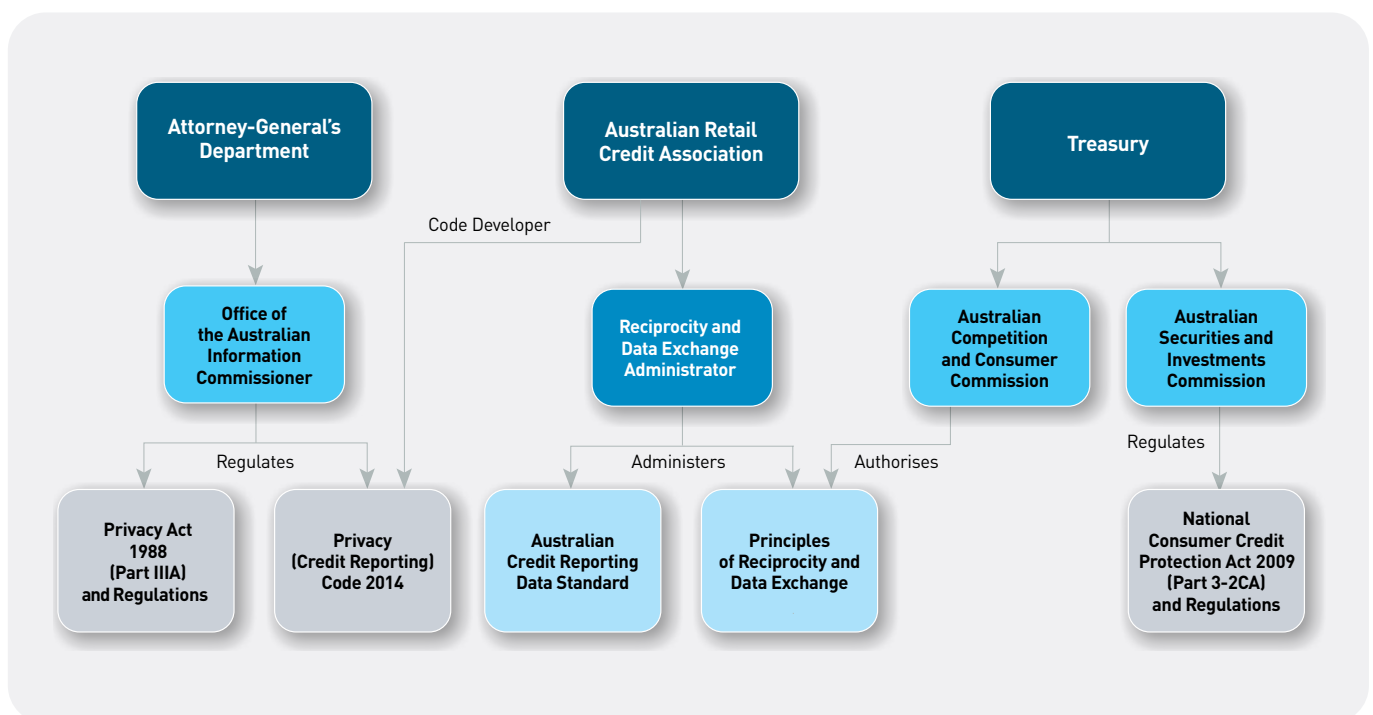 Attorney-General's
Department
Australian Retail
Credit Association
Treasury
Code Developer
Office of
the Australian
Information
Commissioner
Reciprocity and
Data Exchange
Administrator
Australian
Competition
and Consumer
Commission
Australian
Securities and
Investments
Commission
Regulates
Administers
Authorises
Regulates
Privacy Act
1988
(Part IIIA)
and Regulations
Privacy
(Credit Reporting)
Code 2014
Australian
Credit Reporting
Data Standard
Principles
of Reciprocity and
Data Exchange
National
Consumer Credit
Protection Act 2009
(Part 3-2CA)
and Regulations